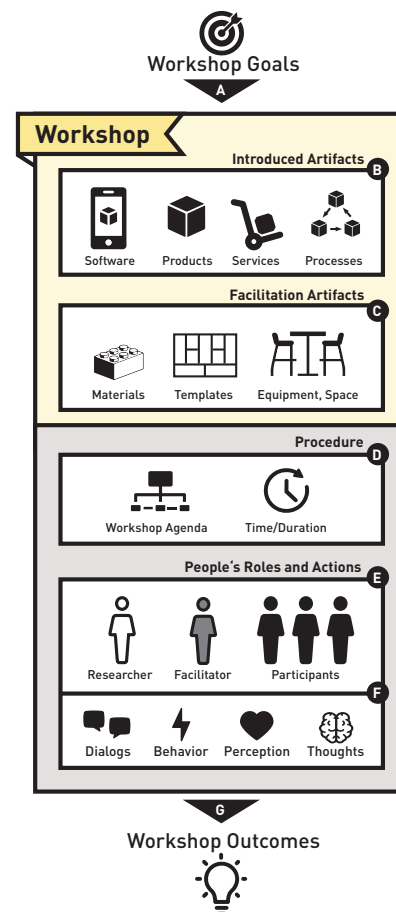 Workshop Goals
A
Workshop
Introduced Artifacts
B
Software Products Services Processes
Facilitation Artifacts
C
Materials Templates Equipment, Space
Procedure
D
Workshop Agenda Time/Duration
People's Roles and Actions
E
Researcher Facilitator Participants
F
Dialogs Behavior Perception Thoughts
G
Workshop Outcomes